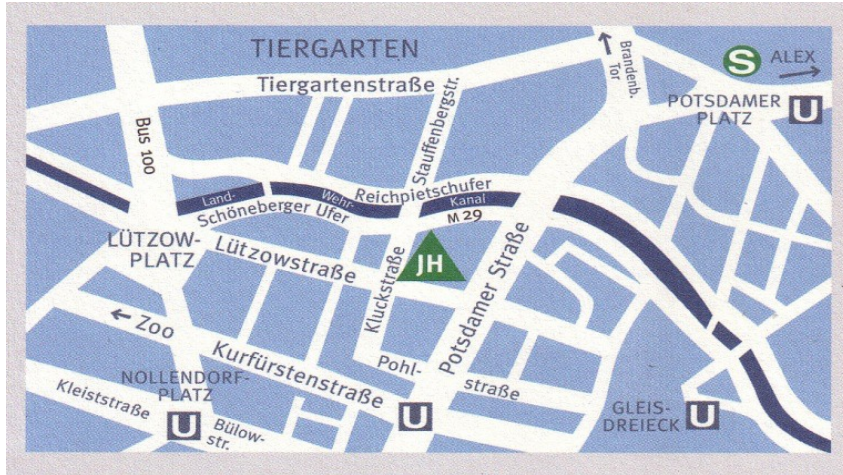 TIERGARTEN
Tiergartenstraße
Stauffenbergstr.
Brandenb.
Tor
S
ALEX
POTSDAMER
PLATZ
U
Bus 100
Land-
Wehr-
Kanal
Reichpietschufer
Schöneberger Ufer
M 29
LÜTZOW-
PLATZ
Lützowstraße
Kluckstraße
JH
Potsdamer Straße
Zoo
Kurfürstenstraße
Pohl-
straße
NOLLENDORF-
PLATZ
Kleiststraße
U
Bülow-
str.
U
GLEIS-
DREIECK
U